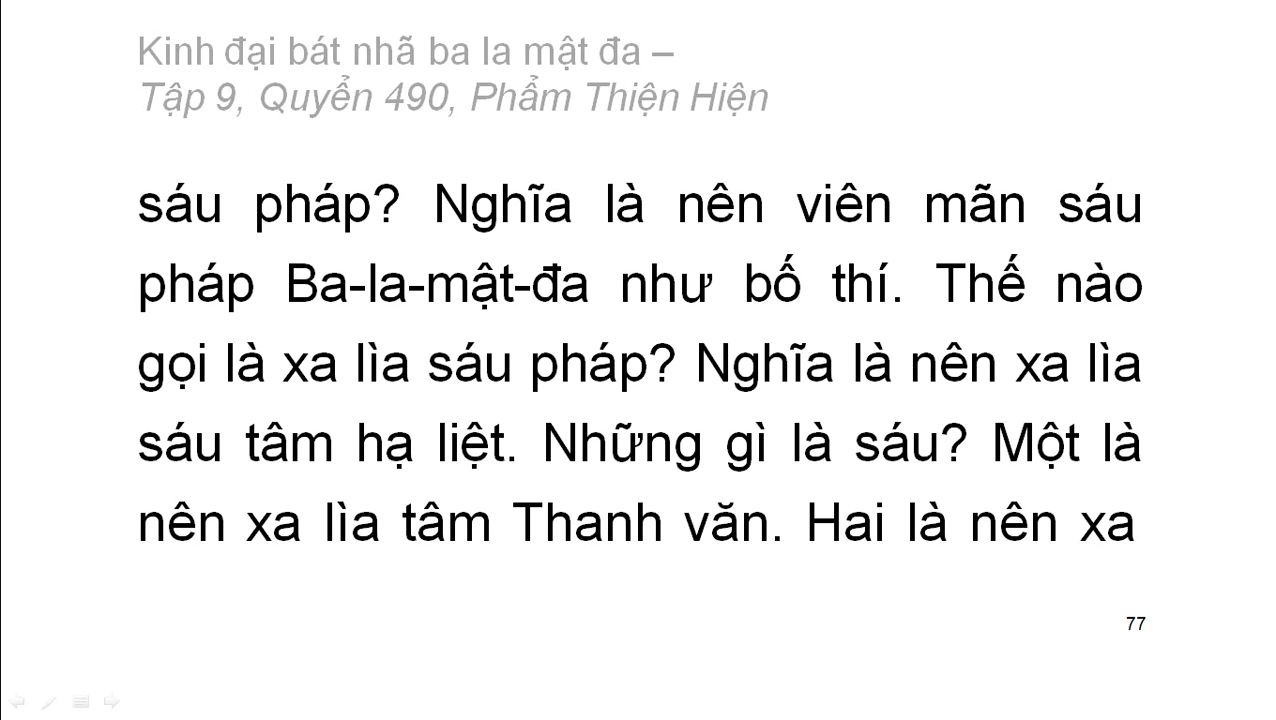 Kinh đại bát nhã ba la mật đa –
Tập 9, Quyển 490, Phẩm Thiện Hiện
sáu pháp? Nghĩa là nên viên mãn sáu
pháp Ba-la-mật-đa như bố thí. Thế nào
gọi là xa lìa sáu pháp? Nghĩa là nên xa lìa
sáu tâm hạ liệt. Những gì là sáu? Một là
nên xa lìa tâm Thanh văn. Hai là nên xa
77